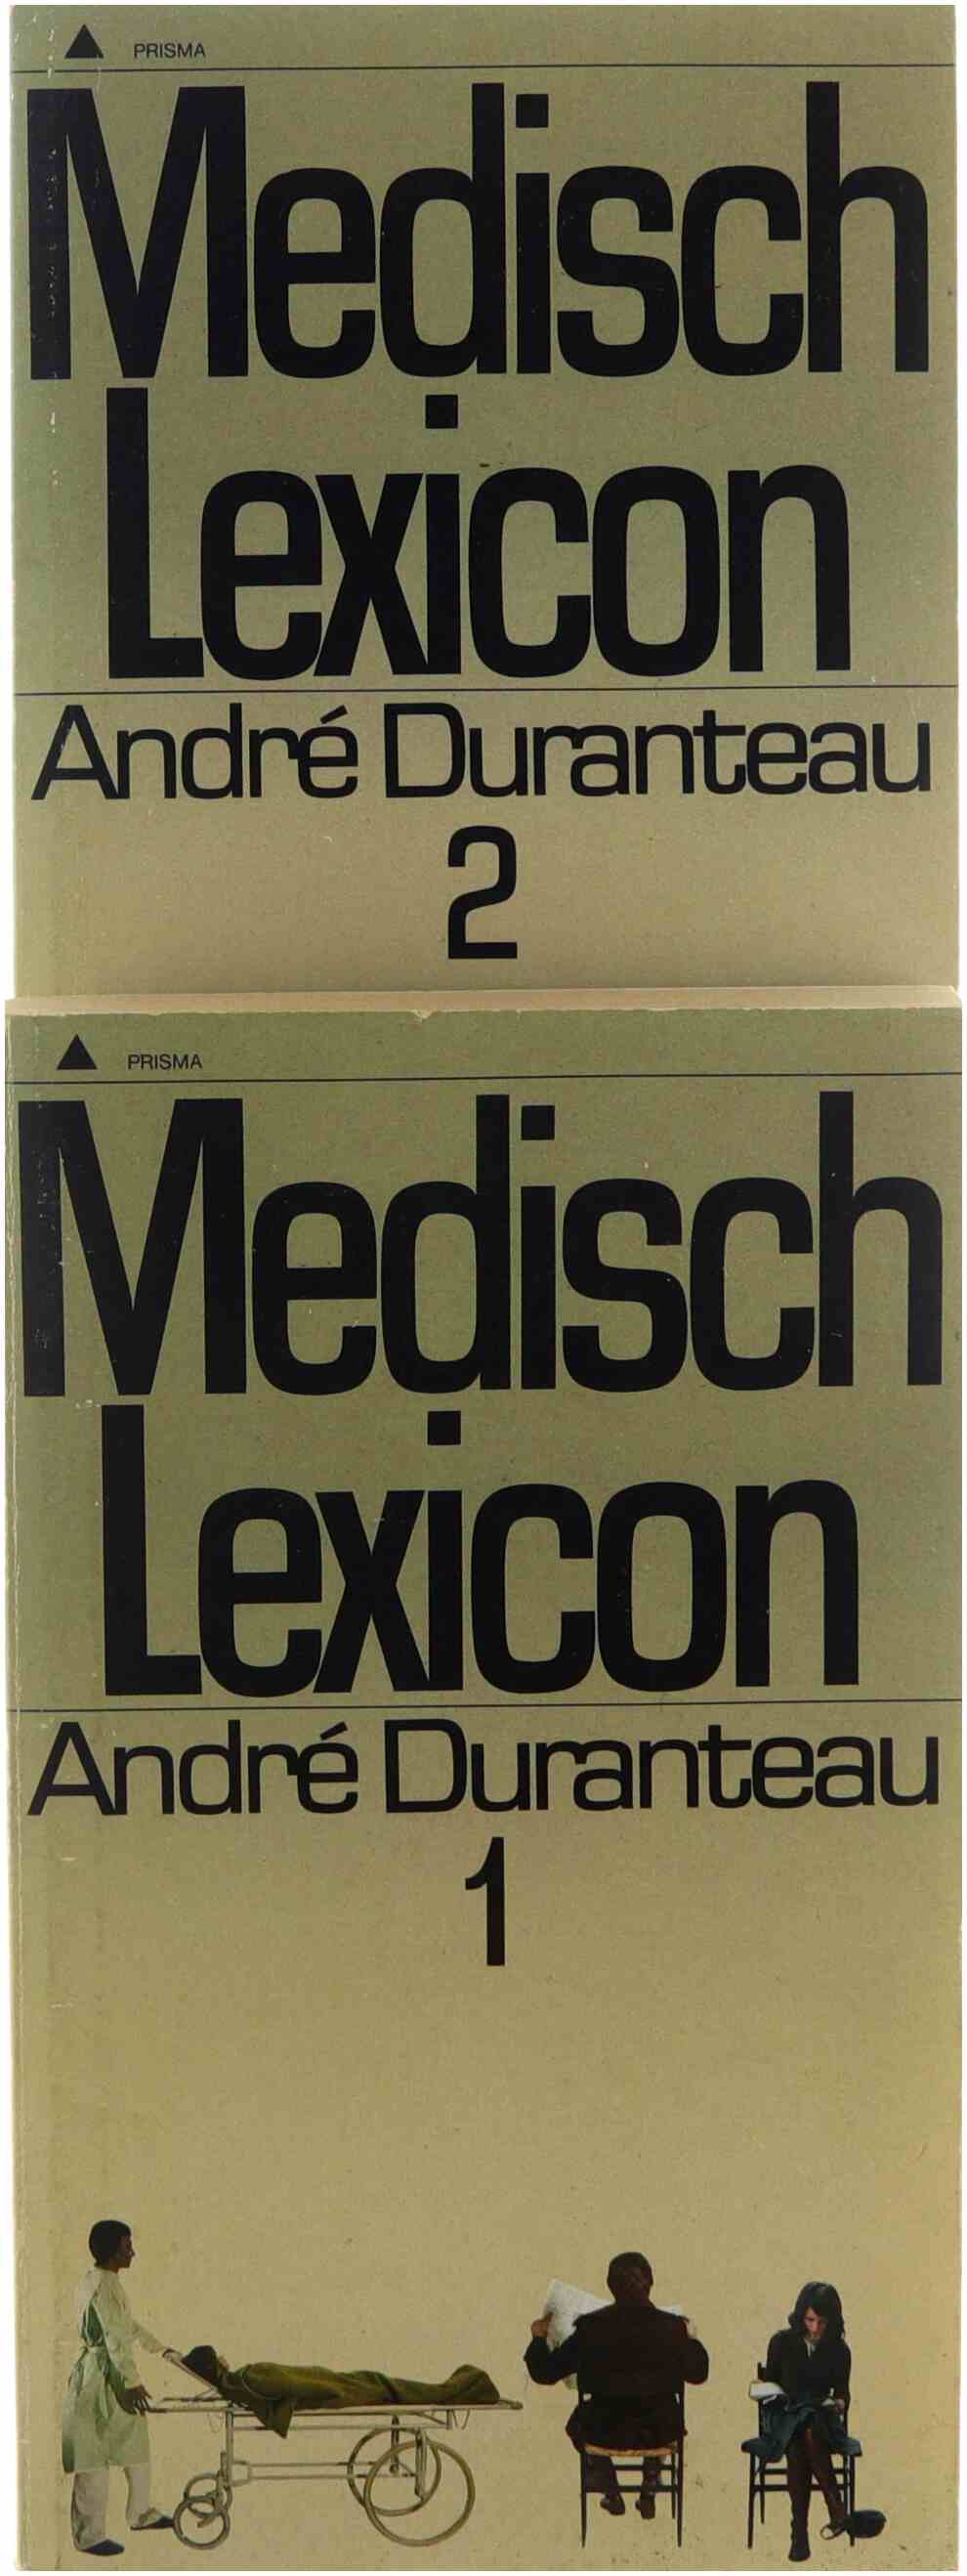 PRISMA
Medisch
Lexicon
André Duranteau
2
PRISMA
Medisch
Lexicon
André Duranteau
1